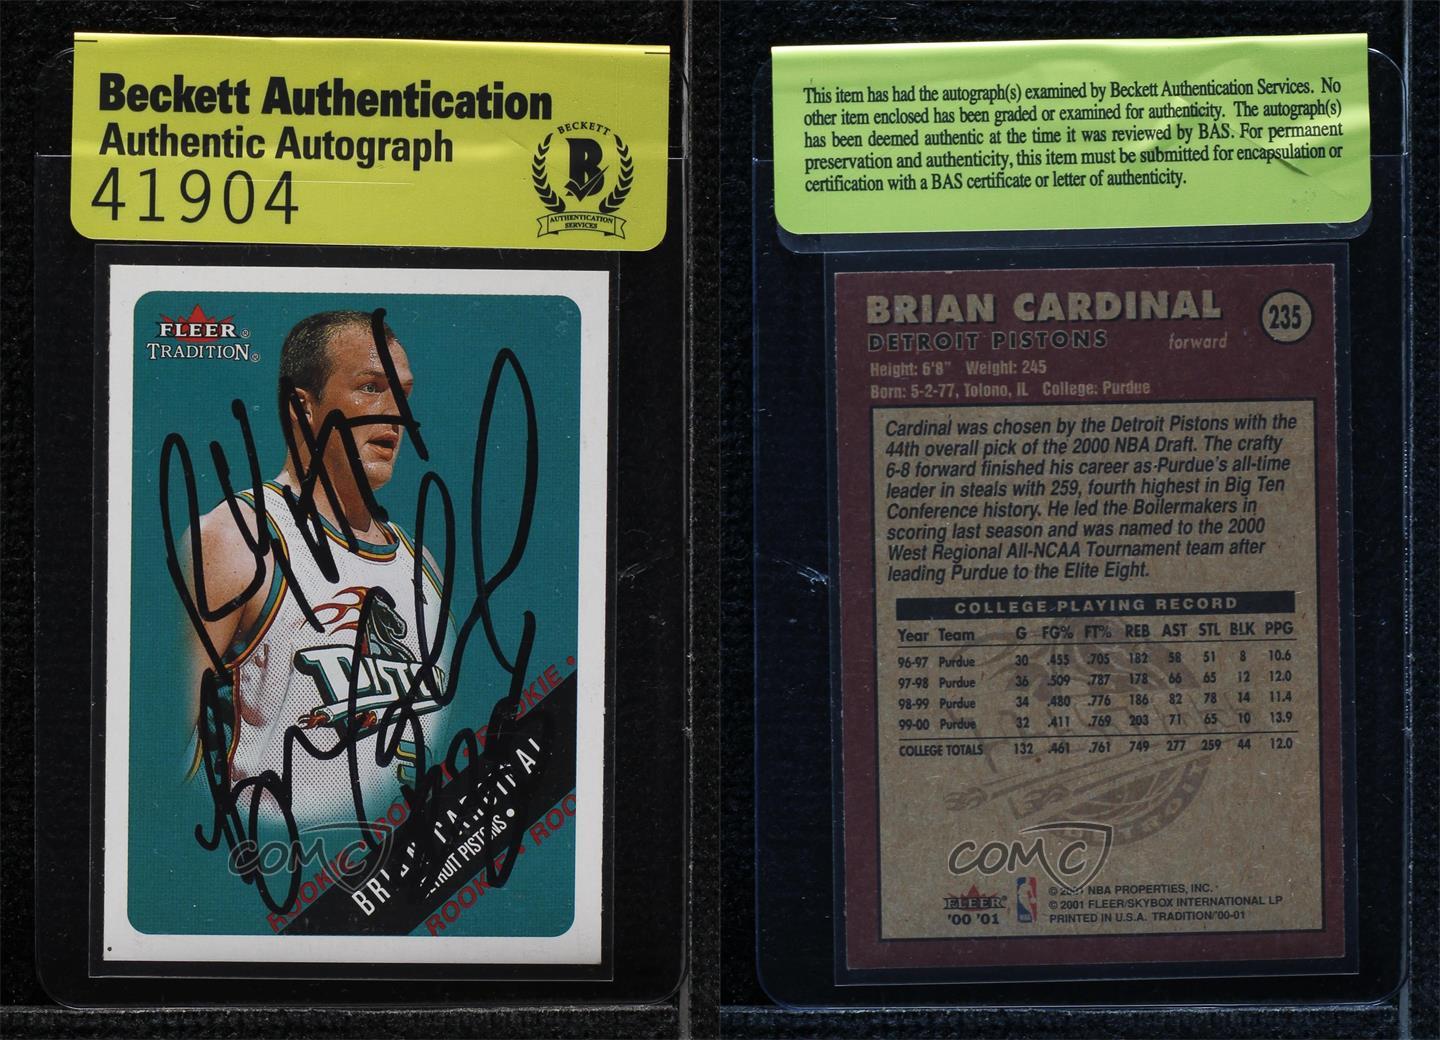 Beckett Authentication
Authentic Autograph
41904
BECKETT
B
AUTHENTICATION
SERVICES
FLEER®
TRADITION®
PISTONS
ROOKIE • ROOKIE • ROOKIE •
BRIAN CARDINAL
DETROIT PISTONS •
ROOKIE • ROO
COMC
This item has had the autograph(s) examined by Beckett Authentication Services. No
other item enclosed has been graded or examined for authenticity. The autograph(s)
has been deemed authentic at the time it was reviewed by BAS. For permanent
preservation and authenticity, this item must be submitted for encapsulation or
certification with a BAS certificate or letter of authenticity.
BRIAN CARDINAL
235
DETROIT PISTONS forward
Height: 6'8" Weight: 245
Born: 5-2-77, Tolono, IL College: Purdue
Cardinal was chosen by the Detroit Pistons with the
44th overall pick of the 2000 NBA Draft. The crafty
6-8 forward finished his career as Purdue's all-time
leader in steals with 259, fourth highest in Big Ten
Conference history. He led the Boilermakers in
scoring last season and was named to the 2000
West Regional All-NCAA Tournament team after
leading Purdue to the Elite Eight.
COLLEGE PLAYING RECORD
Year Team G FG% FT% REB AST STL BLK PPG
96-97 Purdue 30 .455 .705 182 58 51 8 10.6
97-98 Purdue 36 .509 .787 178 66 65 12 12.0
98-99 Purdue 34 .480 .776 186 82 78 14 11.4
99-00 Purdue 32 .411 .769 203 71 65 10 13.9
COLLEGE TOTALS 132 .461 .761 749 277 259 44 12.0
COMC
FLEER
'00 '01
NBA
© 2001 NBA PROPERTIES, INC.
© 2001 FLEER/SKYBOX INTERNATIONAL LP
PRINTED IN U.S.A. TRADITION/'00-01